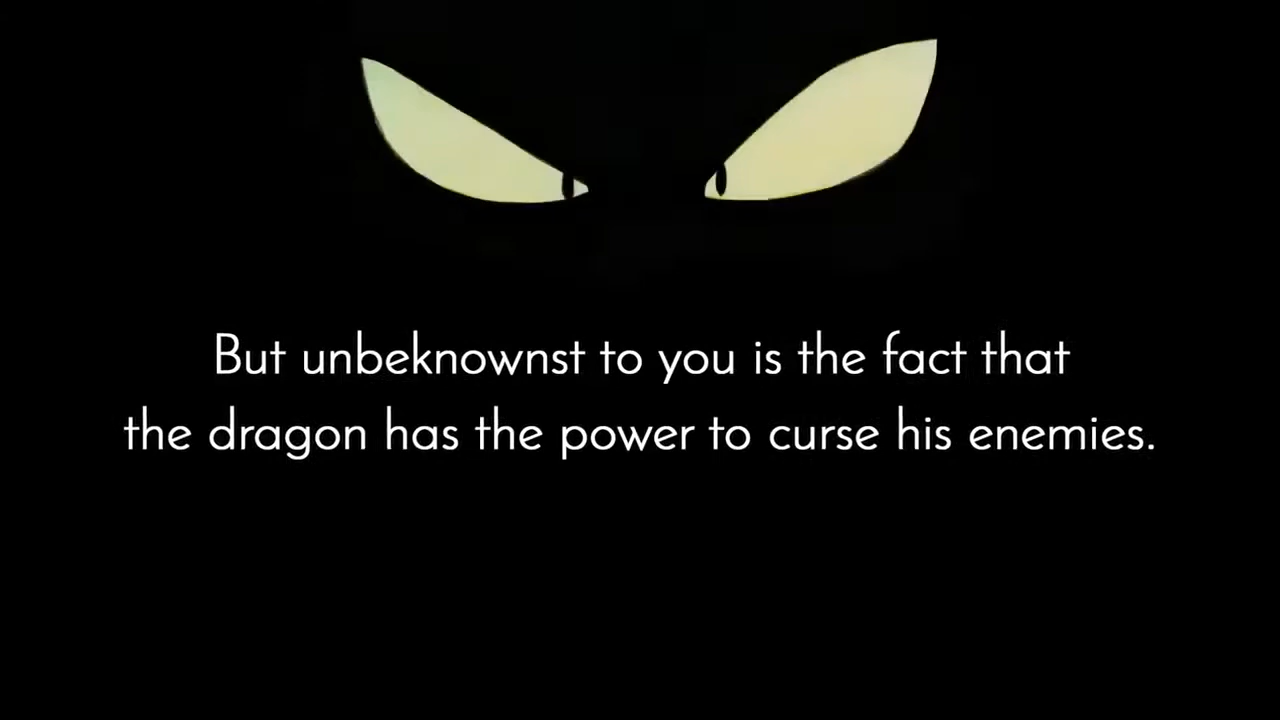 But unbeknownst to you is the fact that
the dragon has the power to curse his enemies.